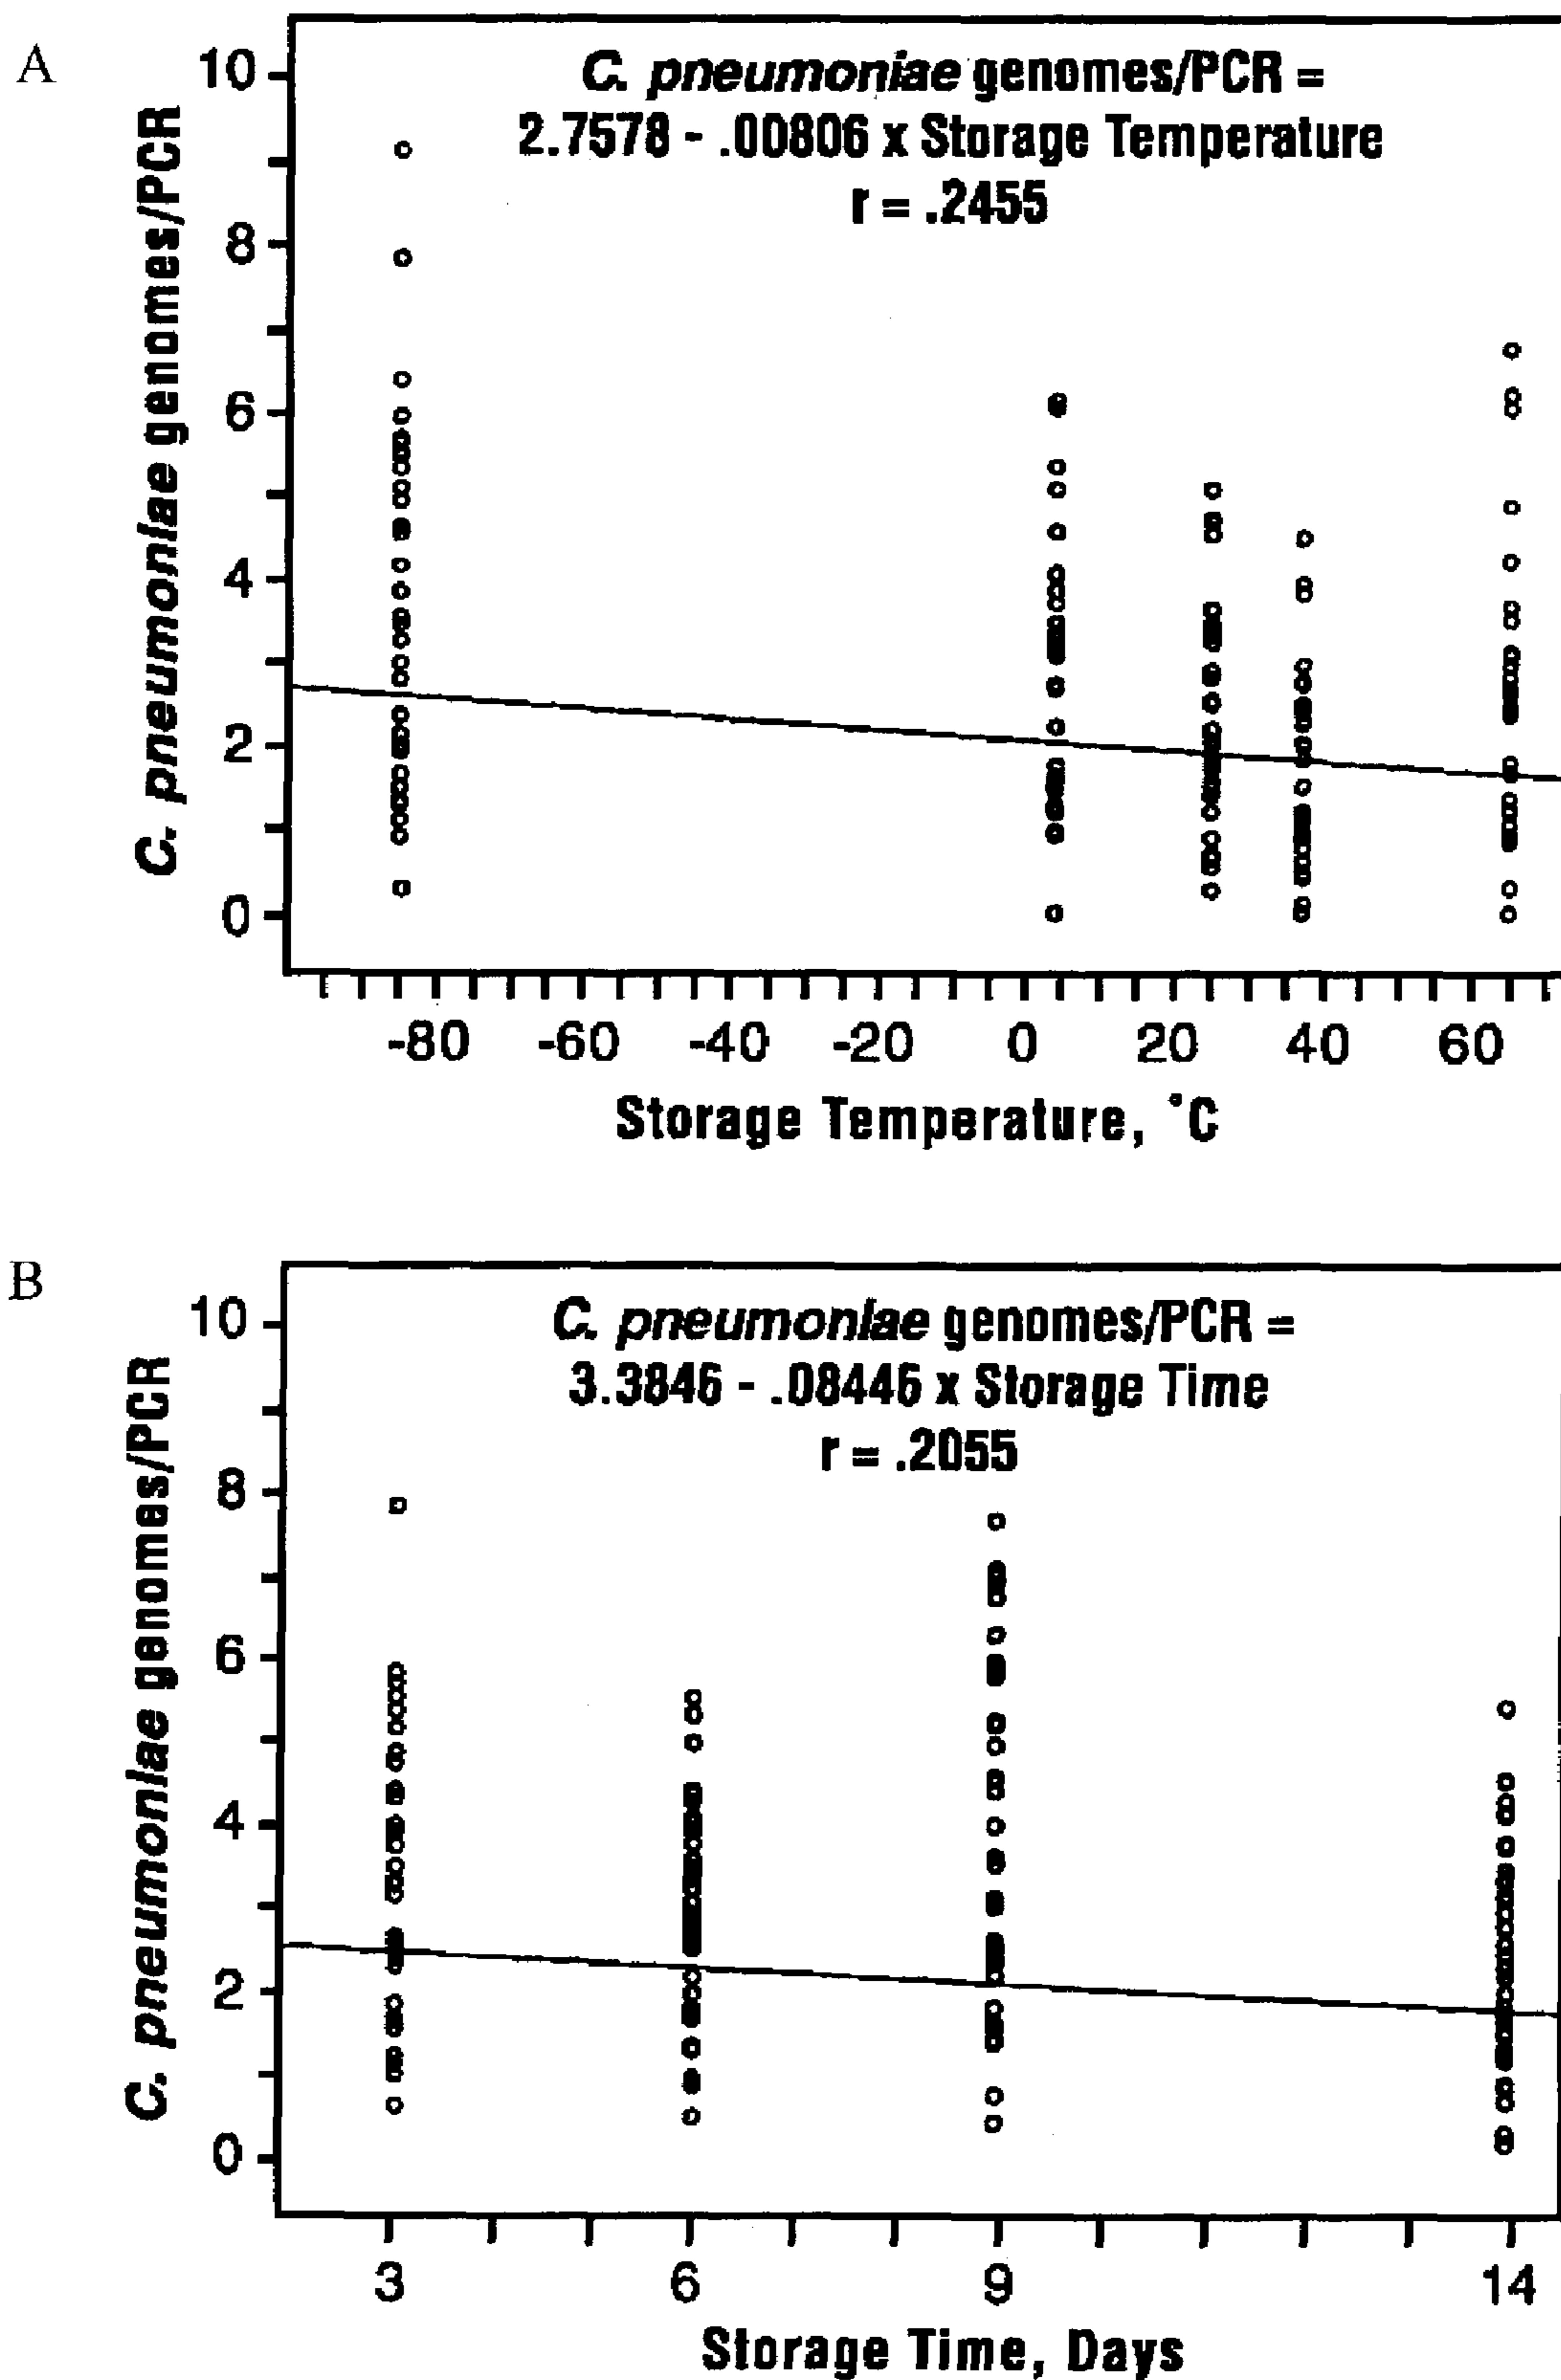 A
C. pneumoniae genomes/PCR =
2.7578 - .00806 x Storage Temperature
r = .2455
C. pneumoniae genomes/PCR
10
8
6
4
2
0
-80 -60 -40 -20 0 20 40 60
Storage Temperature, °C
B
C. pneumoniae genomes/PCR =
3.3846 - .08446 x Storage Time
r = .2055
C. pneumoniae genomes/PCR
10
8
6
4
2
0
3 6 9 14
Storage Time, Days